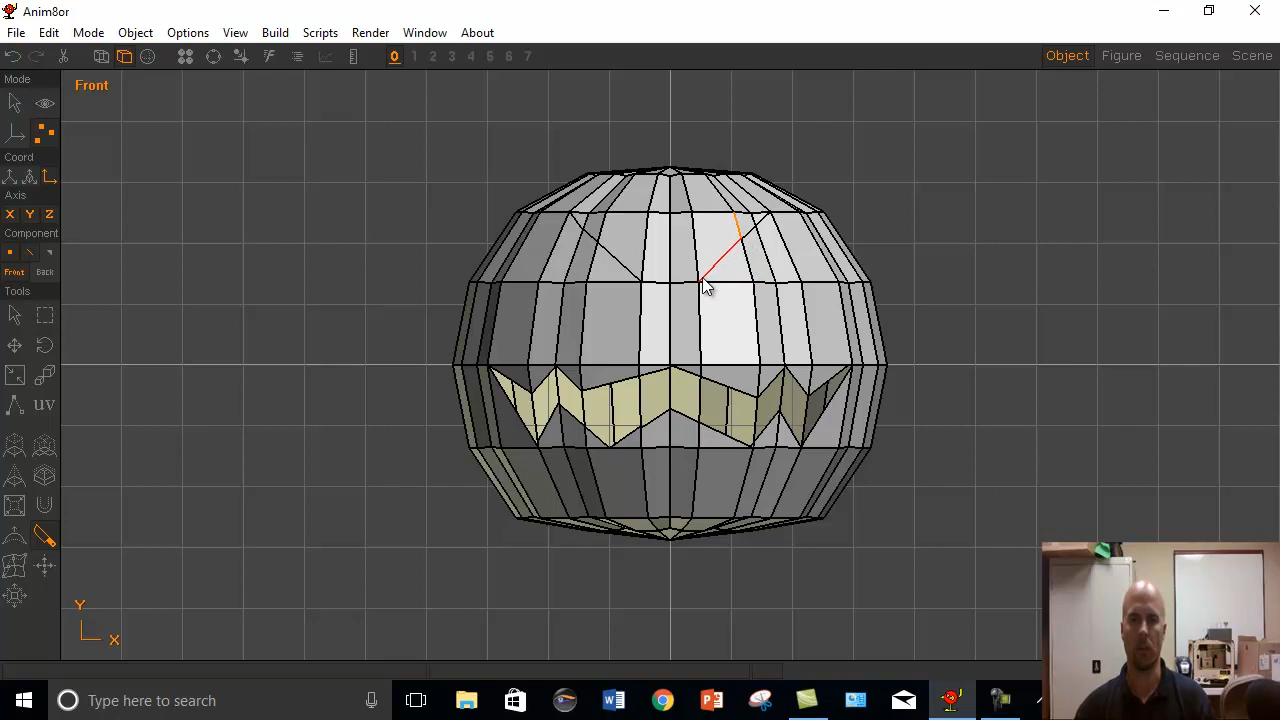 Anim8or
File Edit Mode Object Options View Build Scripts Render Window About
0 1 2 3 4 5 6 7 Object Figure Sequence Scene
Mode
Front
Coord
Axis
X Y Z
Component
Front Back
Tools
UV
Y
X
Type here to search